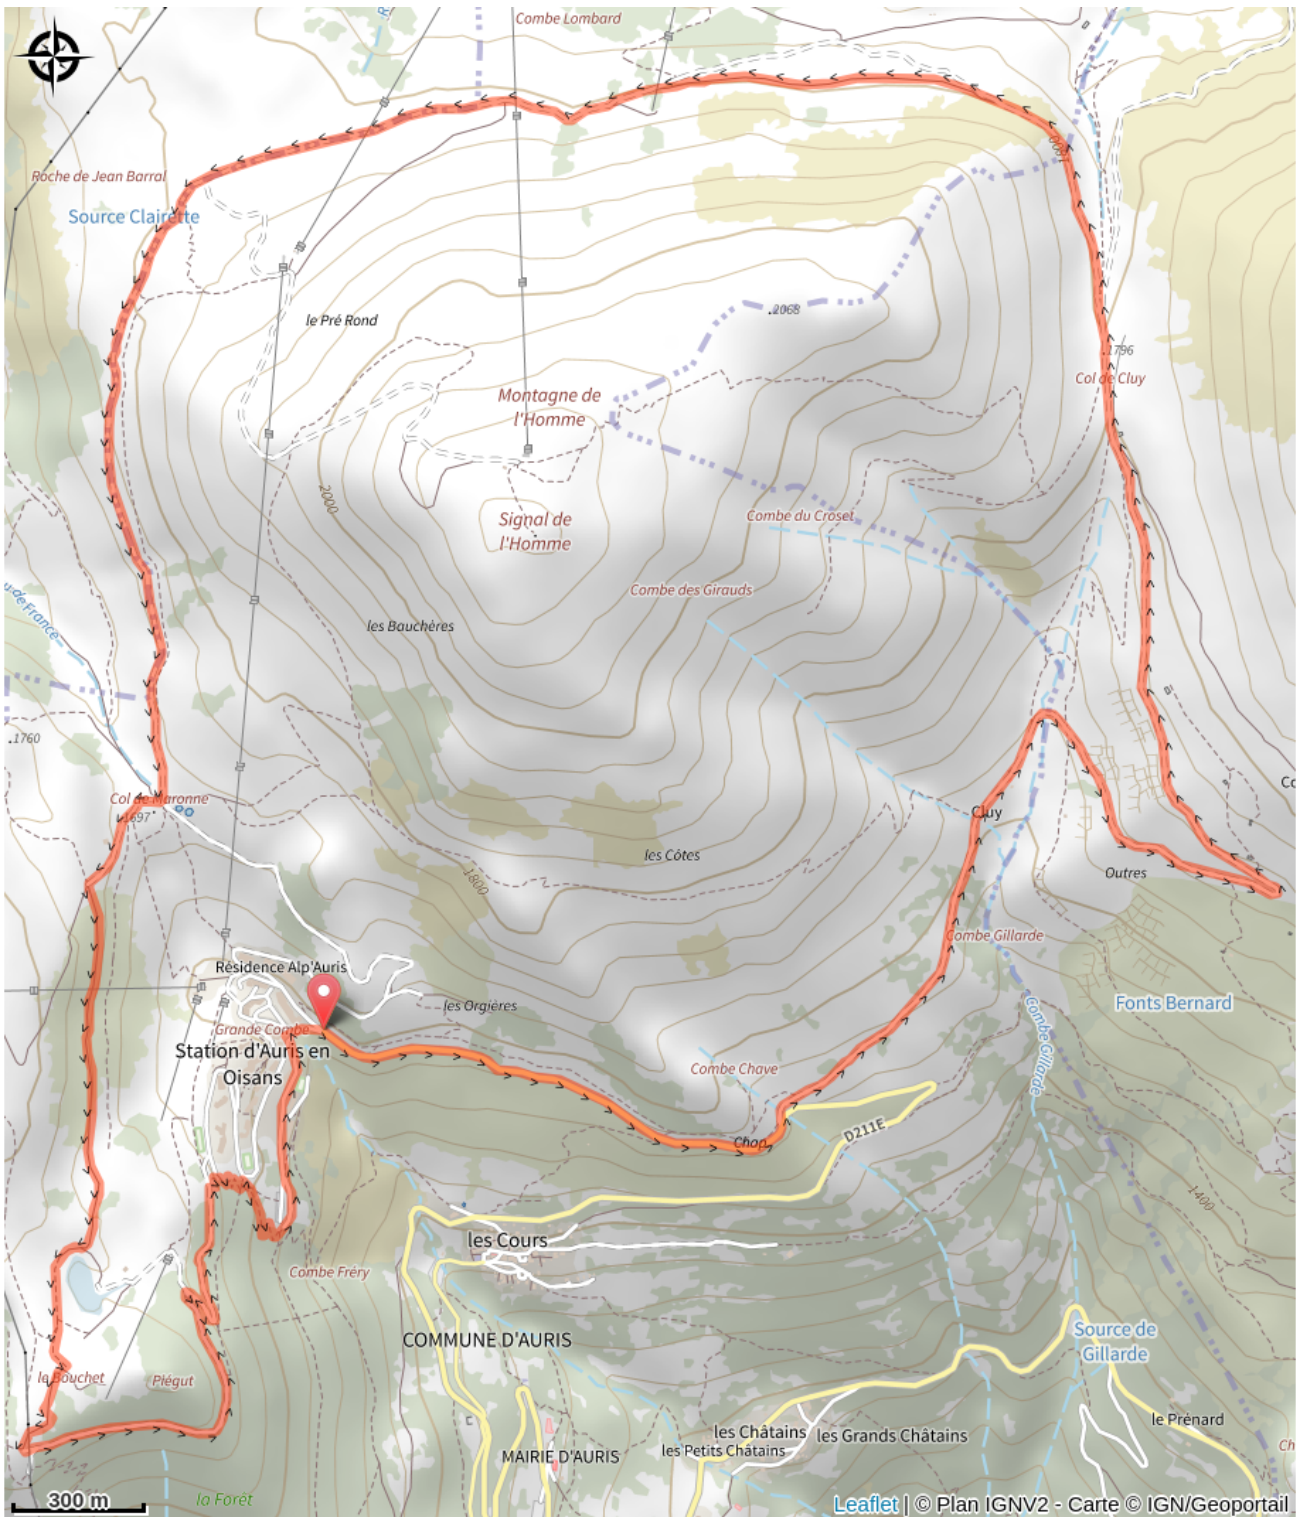 Combe Lombard
Roche de Jean Barral
Source Clairette
le Pré Rond
.2068
.1796
Col de Cluy
Montagne de
l'Homme
2000
Signal de
l'Homme
Combe du Croset
Combe des Girauds
les Bauchères
.1760
Col de Maronne
1697
Cluy
les Côtes
Outres
1800
Combe Gillarde
Résidence Alp'Auris
les Orgières
Fonts Bernard
Grande Combe
Station d'Auris en
Oisans
Combe Gillarde
Combe Chave
Chop
D211E
1400
les Cours
Combe Fréry
COMMUNE D'AURIS
Source de
Gillarde
le Bouchet
Piégut
le Prénard
les Châtains
les Grands Châtains
les Petits Châtains
MAIRIE D'AURIS
la Forêt
300 m
Leaflet | © Plan IGNV2 - Carte © IGN/Geoportail